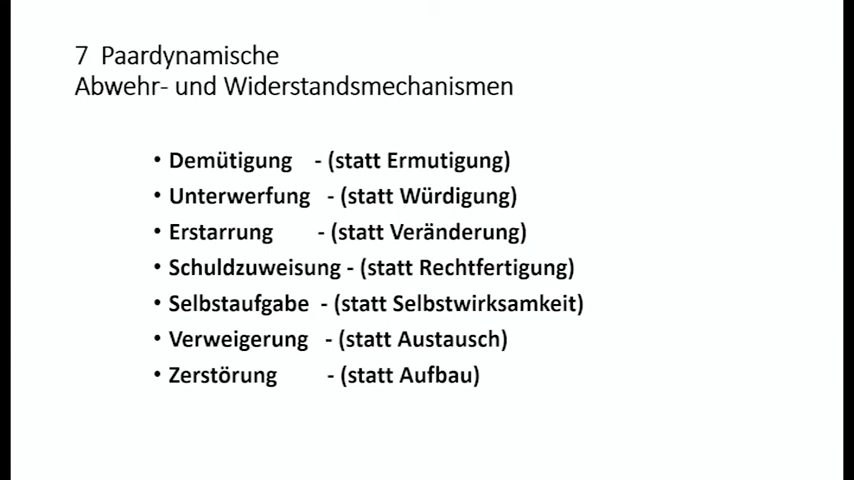 7 Paardynamische
Abwehr- und Widerstandsmechanismen
• Demütigung - (statt Ermutigung)
• Unterwerfung - (statt Würdigung)
• Erstarrung - (statt Veränderung)
• Schuldzuweisung - (statt Rechtfertigung)
• Selbstaufgabe - (statt Selbstwirksamkeit)
• Verweigerung - (statt Austausch)
• Zerstörung - (statt Aufbau)